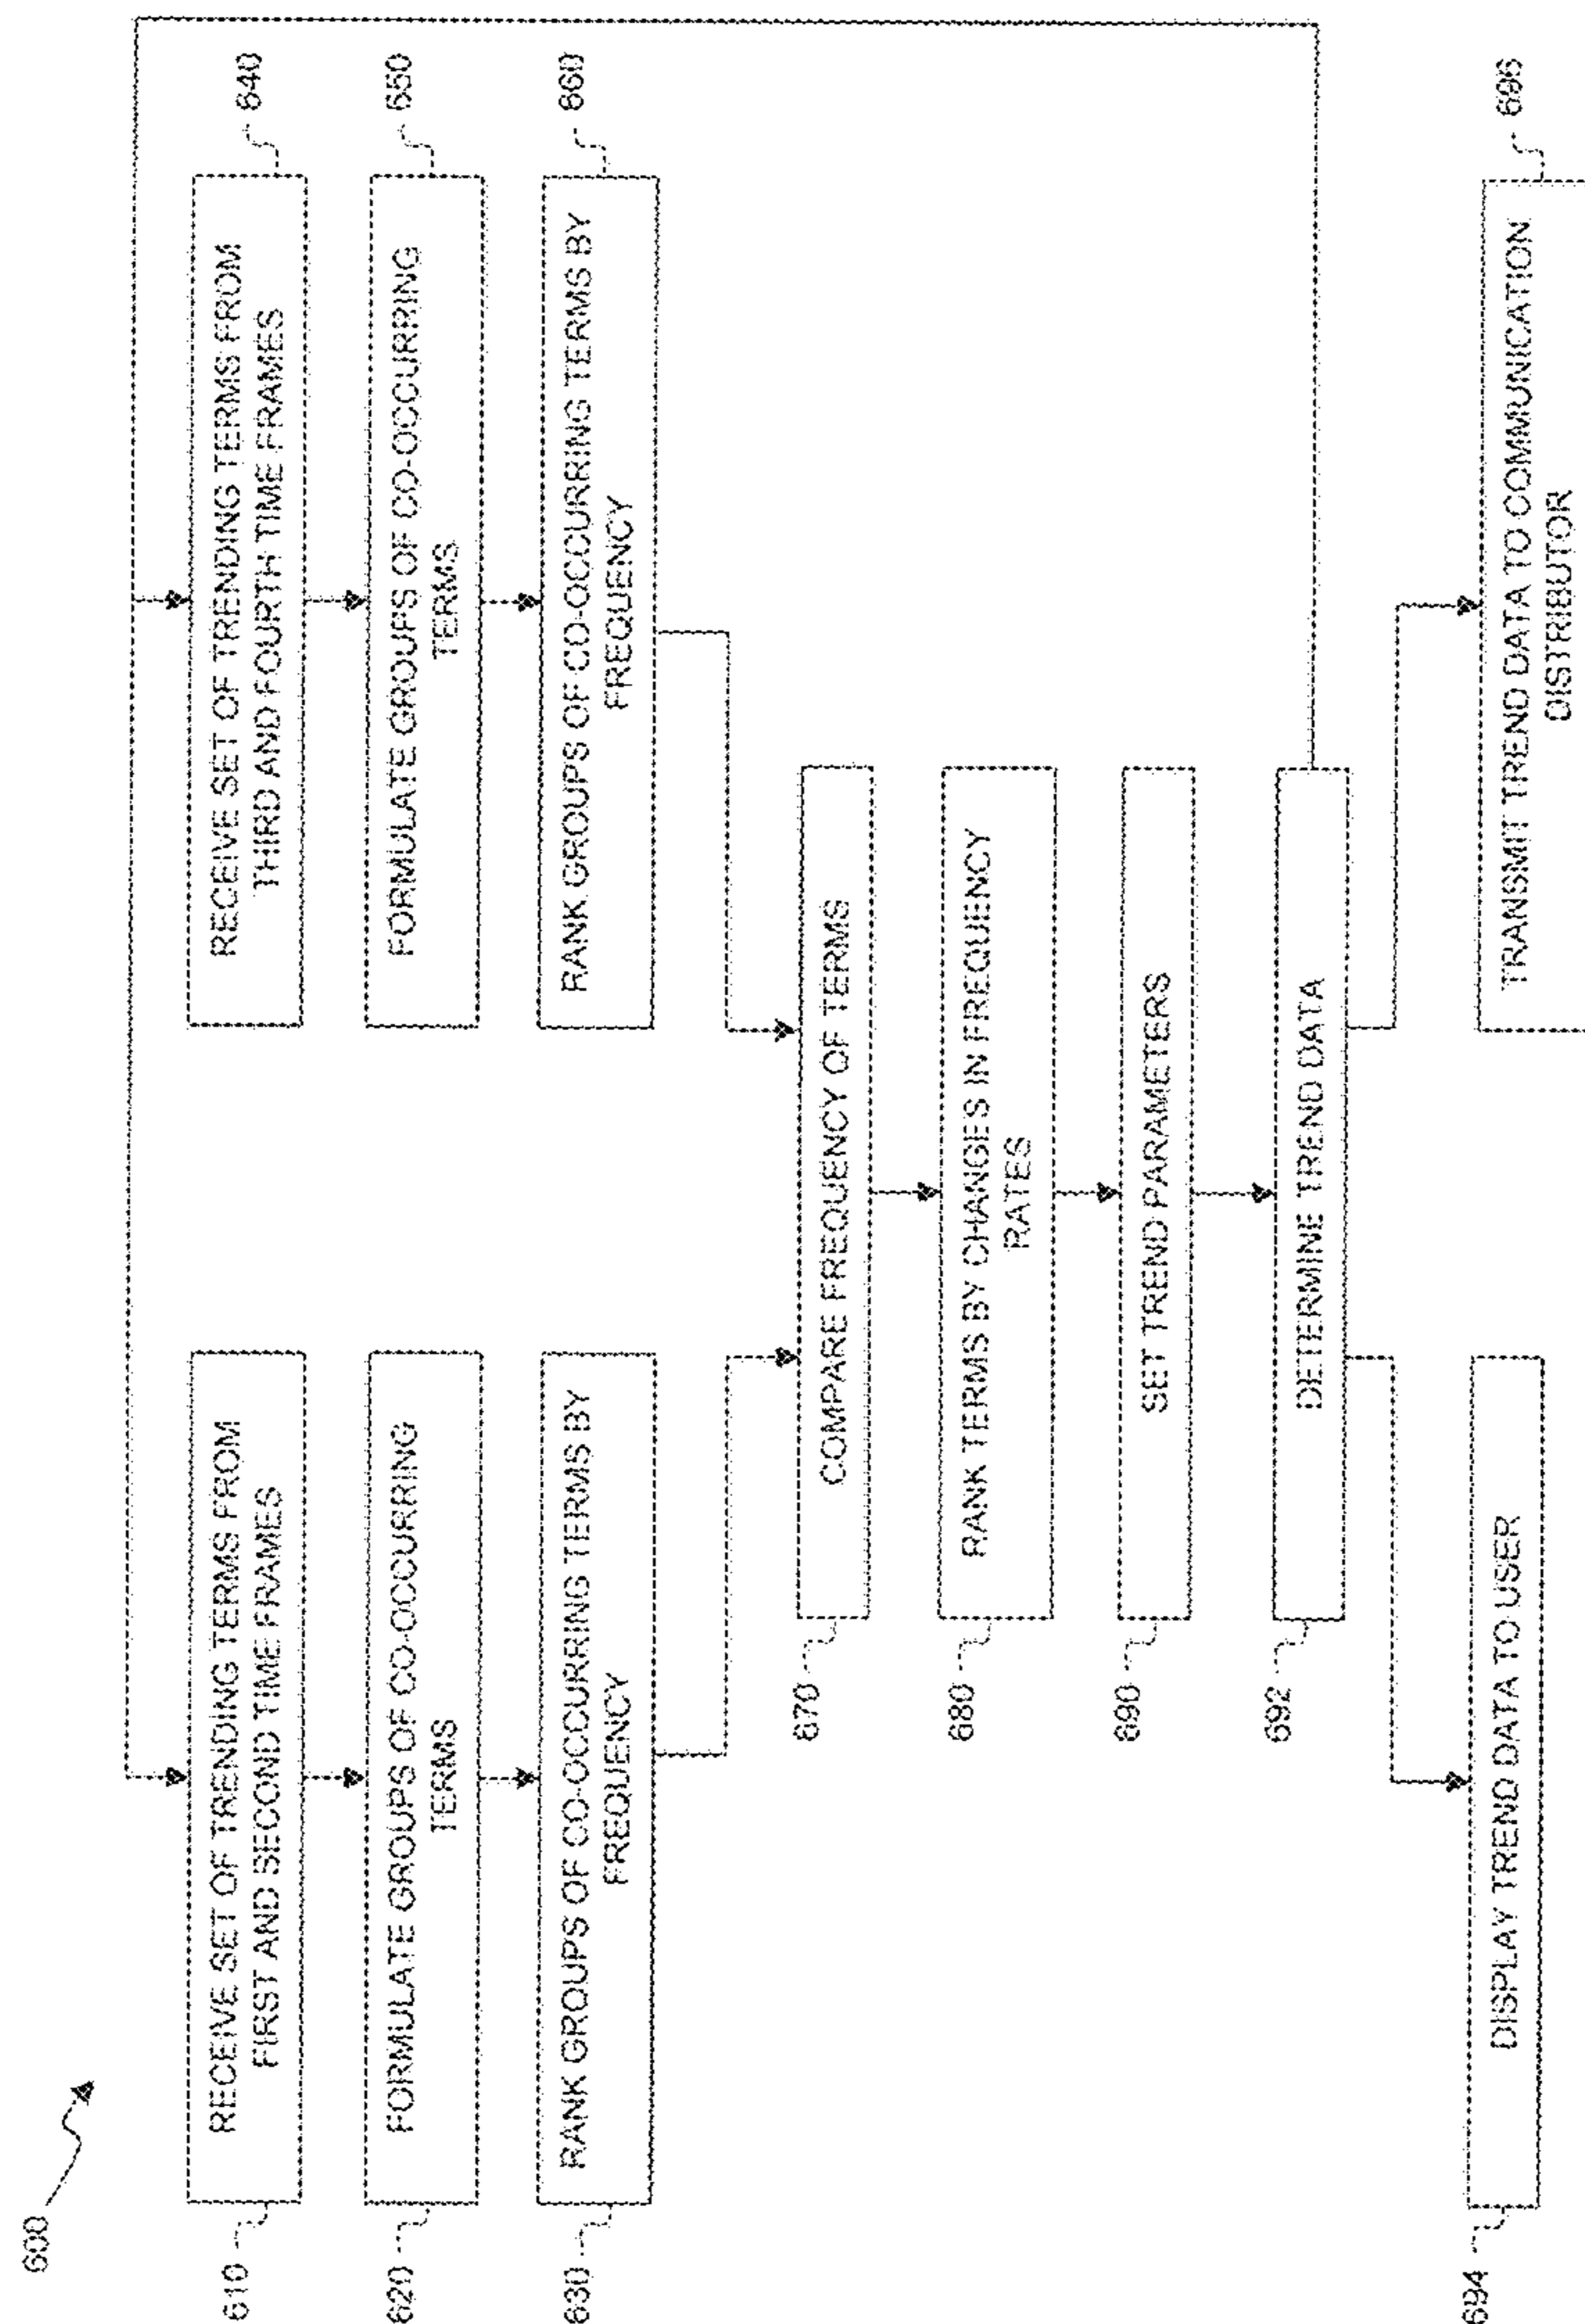 600
610
RECEIVE SET OF TRENDING TERMS FROM
FIRST AND SECOND TIME FRAMES
620
FORMULATE GROUPS OF CO-OCCURRING
TERMS
630
RANK GROUPS OF CO-OCCURRING TERMS BY
FREQUENCY
640
RECEIVE SET OF TRENDING TERMS FROM
THIRD AND FOURTH TIME FRAMES
650
FORMULATE GROUPS OF CO-OCCURRING
TERMS
660
RANK GROUPS OF CO-OCCURRING TERMS BY
FREQUENCY
670
COMPARE FREQUENCY OF TERMS
680
RANK TERMS BY CHANGES IN FREQUENCY
RATES
690
SET TREND PARAMETERS
692
DETERMINE TREND DATA
694
DISPLAY TREND DATA TO USER
696
TRANSMIT TREND DATA TO COMMUNICATION
DISTRIBUTOR